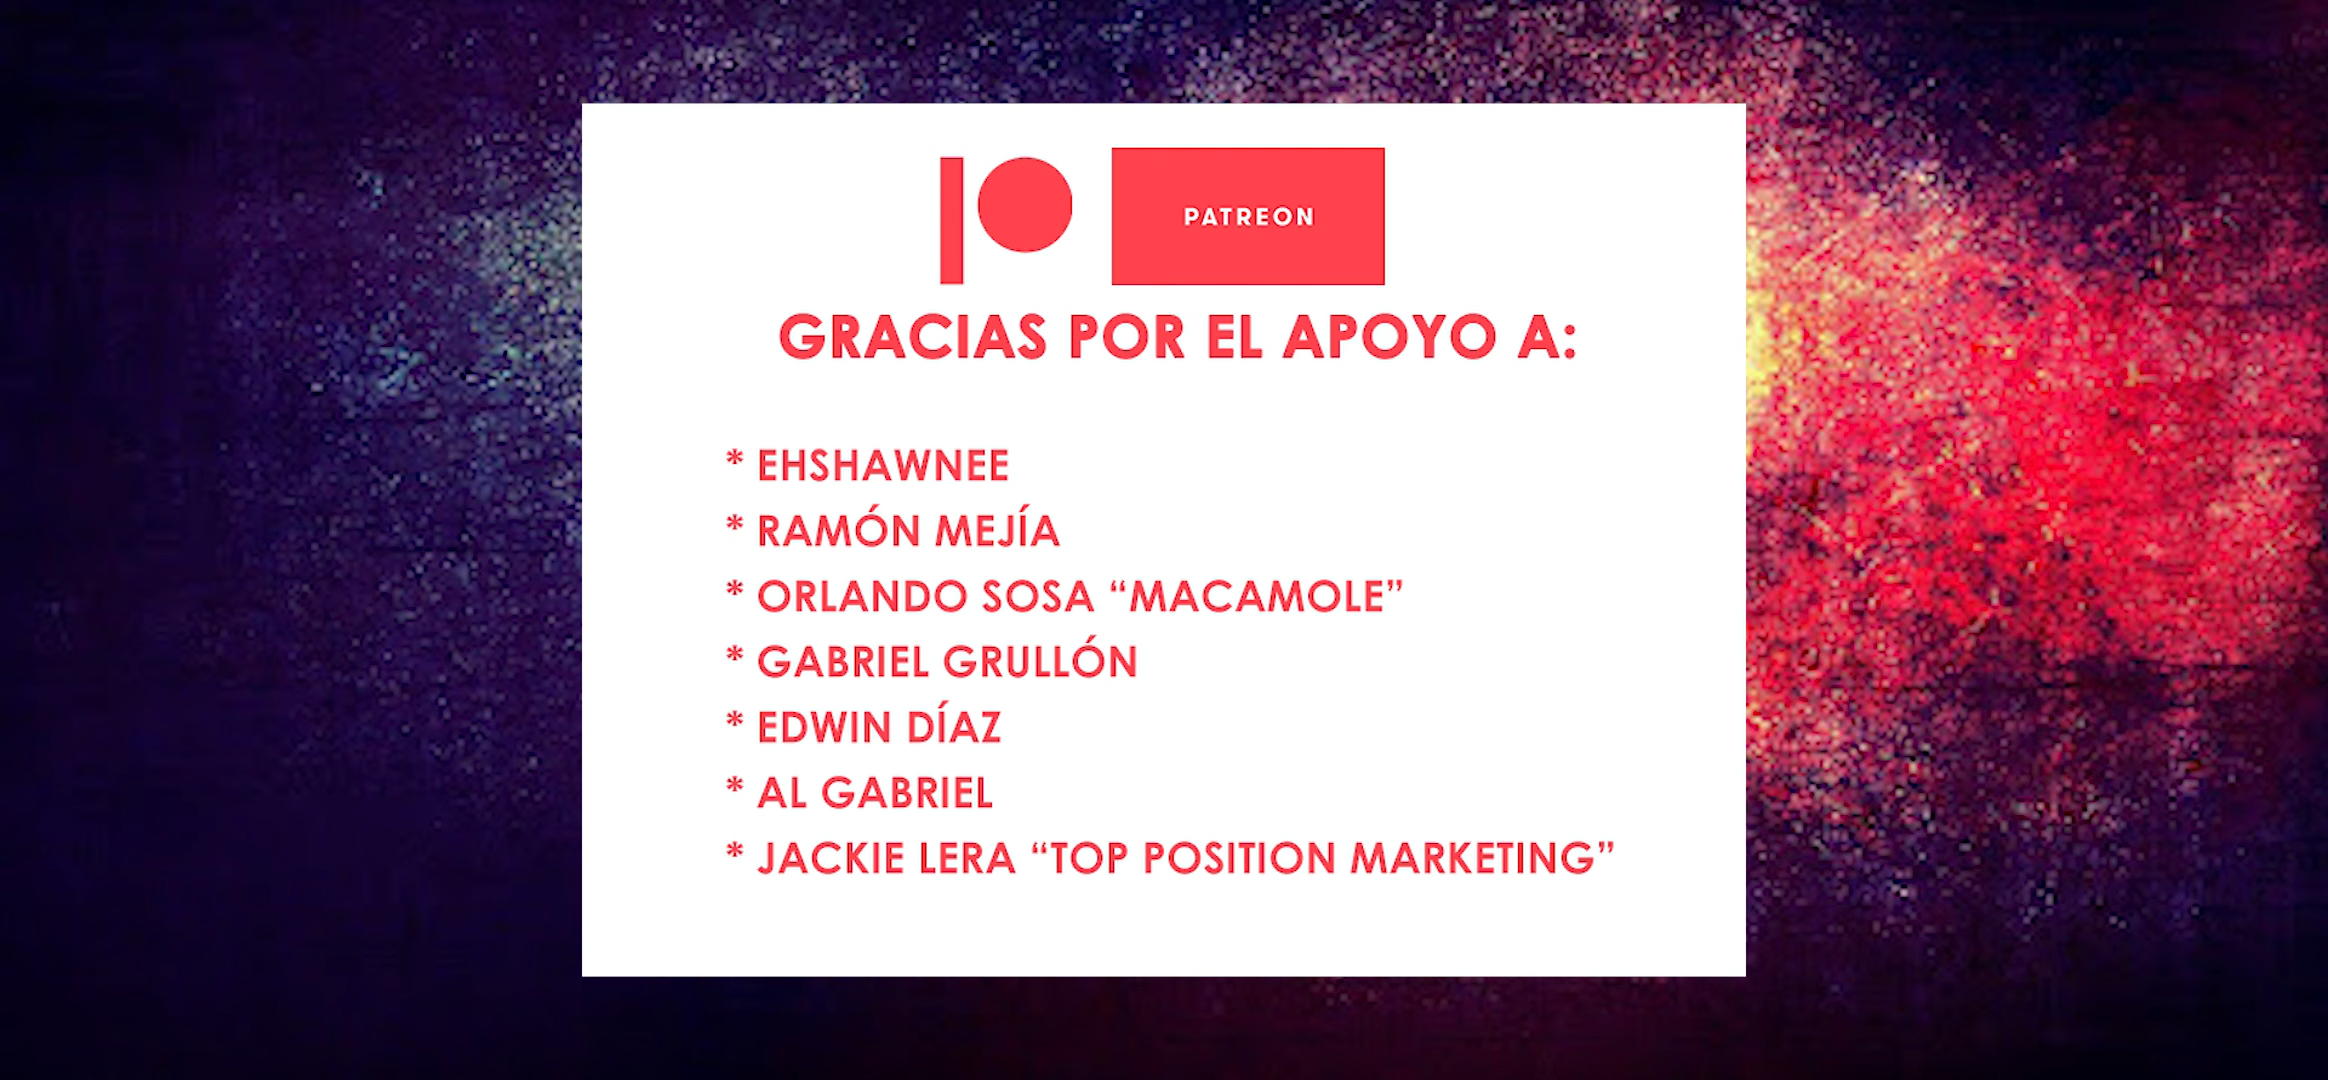 PATREON
GRACIAS POR EL APOYO A:
* EHSHAWNEE
* RAMÓN MEJÍA
* ORLANDO SOSA “MACAMOLE”
* GABRIEL GRULLÓN
* EDWIN DÍAZ
* AL GABRIEL
* JACKIE LERA “TOP POSITION MARKETING”